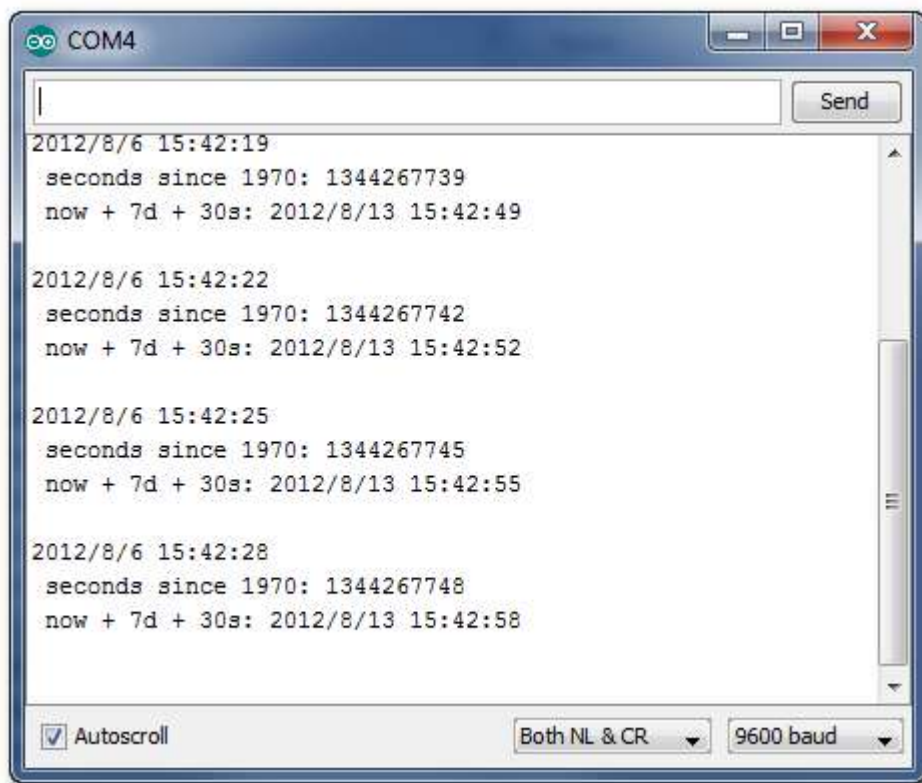 COM4
Send
2012/8/6 15:42:19
seconds since 1970: 1344267739
now + 7d + 30s: 2012/8/13 15:42:49
2012/8/6 15:42:22
seconds since 1970: 1344267742
now + 7d + 30s: 2012/8/13 15:42:52
2012/8/6 15:42:25
seconds since 1970: 1344267745
now + 7d + 30s: 2012/8/13 15:42:55
2012/8/6 15:42:28
seconds since 1970: 1344267748
now + 7d + 30s: 2012/8/13 15:42:58
Autoscroll Both NL & CR 9600 baud